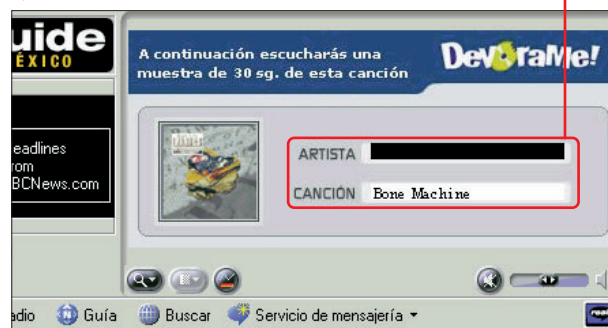 uide
ÉXICO
A continuación escucharás una
muestra de 30 sg. de esta canción
DevóraMe!
eadlines
rom
BCNews.com
ARTISTA
CANCIÓN Bone Machine
adio Guía Buscar Servicio de mensajería
real